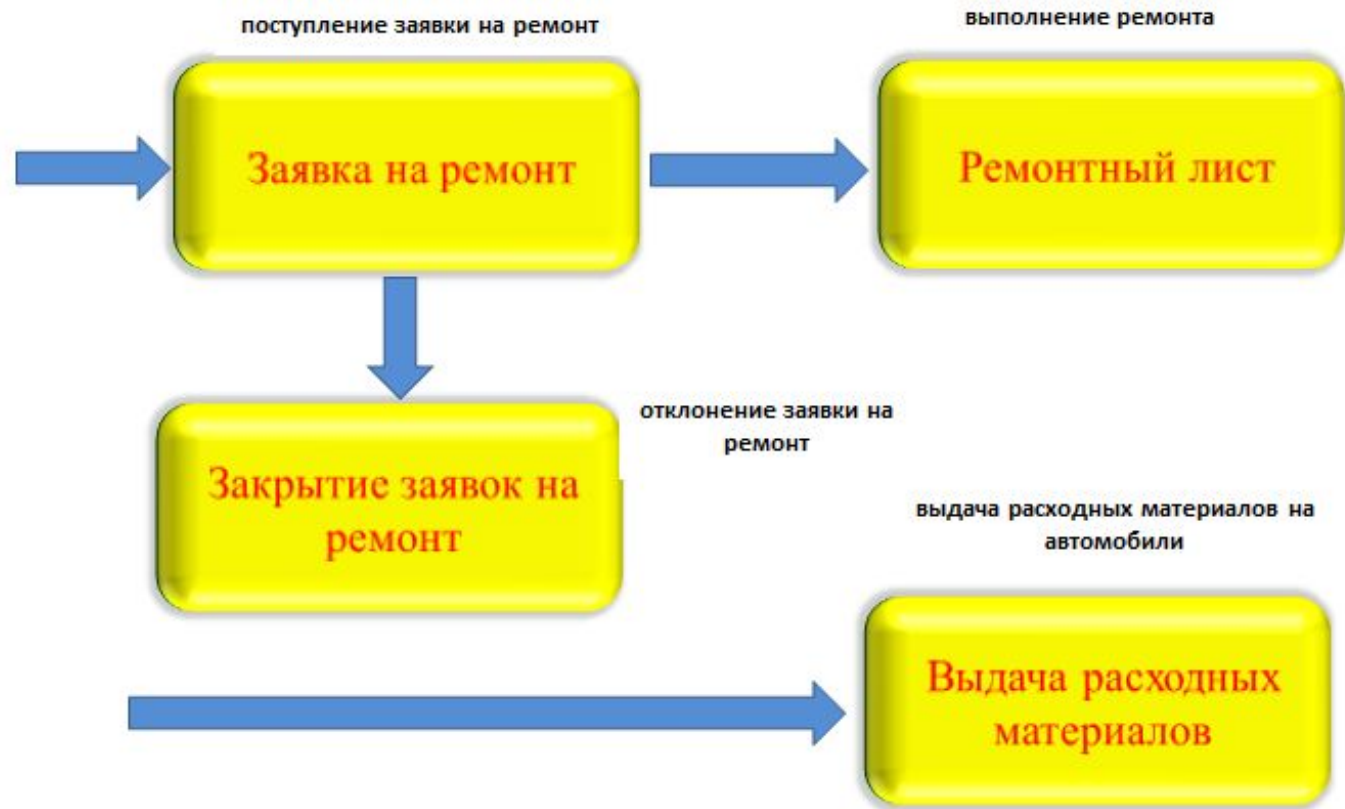 поступление заявки на ремонт
выполнение ремонта
Заявка на ремонт
Ремонтный лист
отклонение заявки на
ремонт
Закрытие заявок на
ремонт
выдача расходных материалов на
автомобили
Выдача расходных
материалов